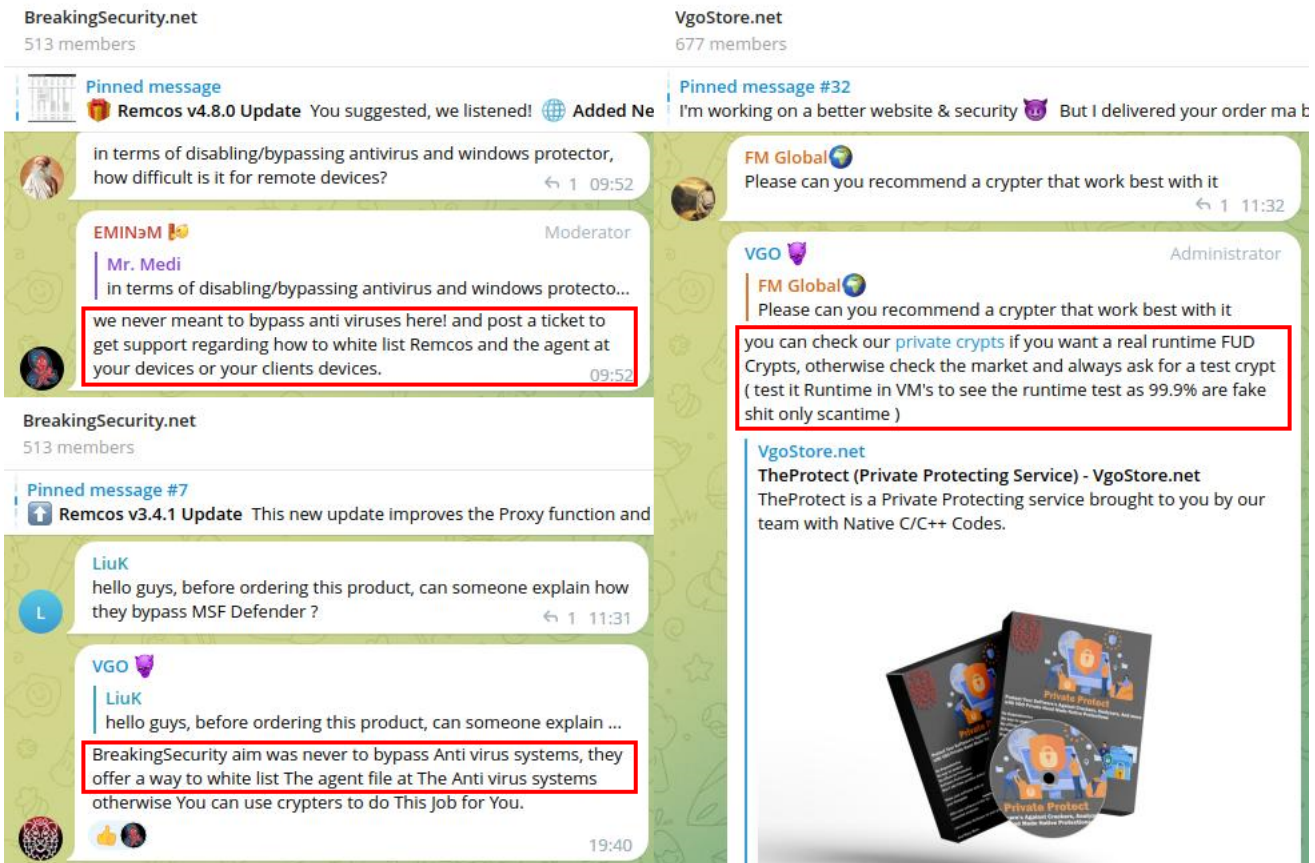 BreakingSecurity.net
513 members
Pinned message
🎁 Remcos v4.8.0 Update You suggested, we listened! 🌐 Added Ne
in terms of disabling/bypassing antivirus and windows protector,
how difficult is it for remote devices?
1 09:52
EMINэM
Moderator
Mr. Medi
in terms of disabling/bypassing antivirus and windows protecto...
we never meant to bypass anti viruses here! and post a ticket to
get support regarding how to white list Remcos and the agent at
your devices or your clients devices.
09:52
BreakingSecurity.net
513 members
Pinned message #7
⬆️ Remcos v3.4.1 Update This new update improves the Proxy function and
LiuK
L
hello guys, before ordering this product, can someone explain how
they bypass MSF Defender ?
1 11:31
VGO 😈
LiuK
hello guys, before ordering this product, can someone explain ...
BreakingSecurity aim was never to bypass Anti virus systems, they
offer a way to white list The agent file at The Anti virus systems
otherwise You can use crypters to do This Job for You.
👍
19:40
VgoStore.net
677 members
Pinned message #32
I'm working on a better website & security 😈 But I delivered your order ma b
FM Global🌍
Please can you recommend a crypter that work best with it
1 11:32
VGO 😈
Administrator
FM Global🌍
Please can you recommend a crypter that work best with it
you can check our private crypts if you want a real runtime FUD
Crypts, otherwise check the market and always ask for a test crypt
( test it Runtime in VM's to see the runtime test as 99.9% are fake
shit only scantime )
VgoStore.net
TheProtect (Private Protecting Service) - VgoStore.net
TheProtect is a Private Protecting service brought to you by our
team with Native C/C++ Codes.
Private Protect
Private Protect